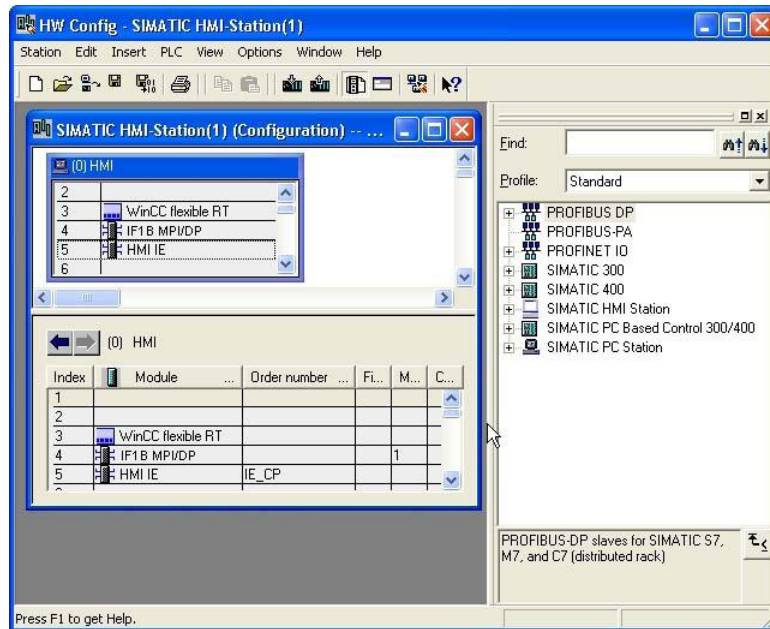 HW Config - SIMATIC HMI-Station(1)
Station Edit Insert PLC View Options Window Help
SIMATIC HMI-Station(1) (Configuration) -- ...
(0) HMI
2
3 WinCC flexible RT
4 IF1B MPI/DP
5 HMI IE
6
(0) HMI
Index Module ... Order number ... Fi... M... C...
1
2
3 WinCC flexible RT
4 IF1B MPI/DP 1
5 HMI IE IE_CP
Find:
Profile: Standard
PROFIBUS DP
PROFIBUS-PA
PROFINET IO
SIMATIC 300
SIMATIC 400
SIMATIC HMI Station
SIMATIC PC Based Control 300/400
SIMATIC PC Station
PROFIBUS-DP slaves for SIMATIC S7,
M7, and C7 (distributed rack)
Press F1 to get Help.